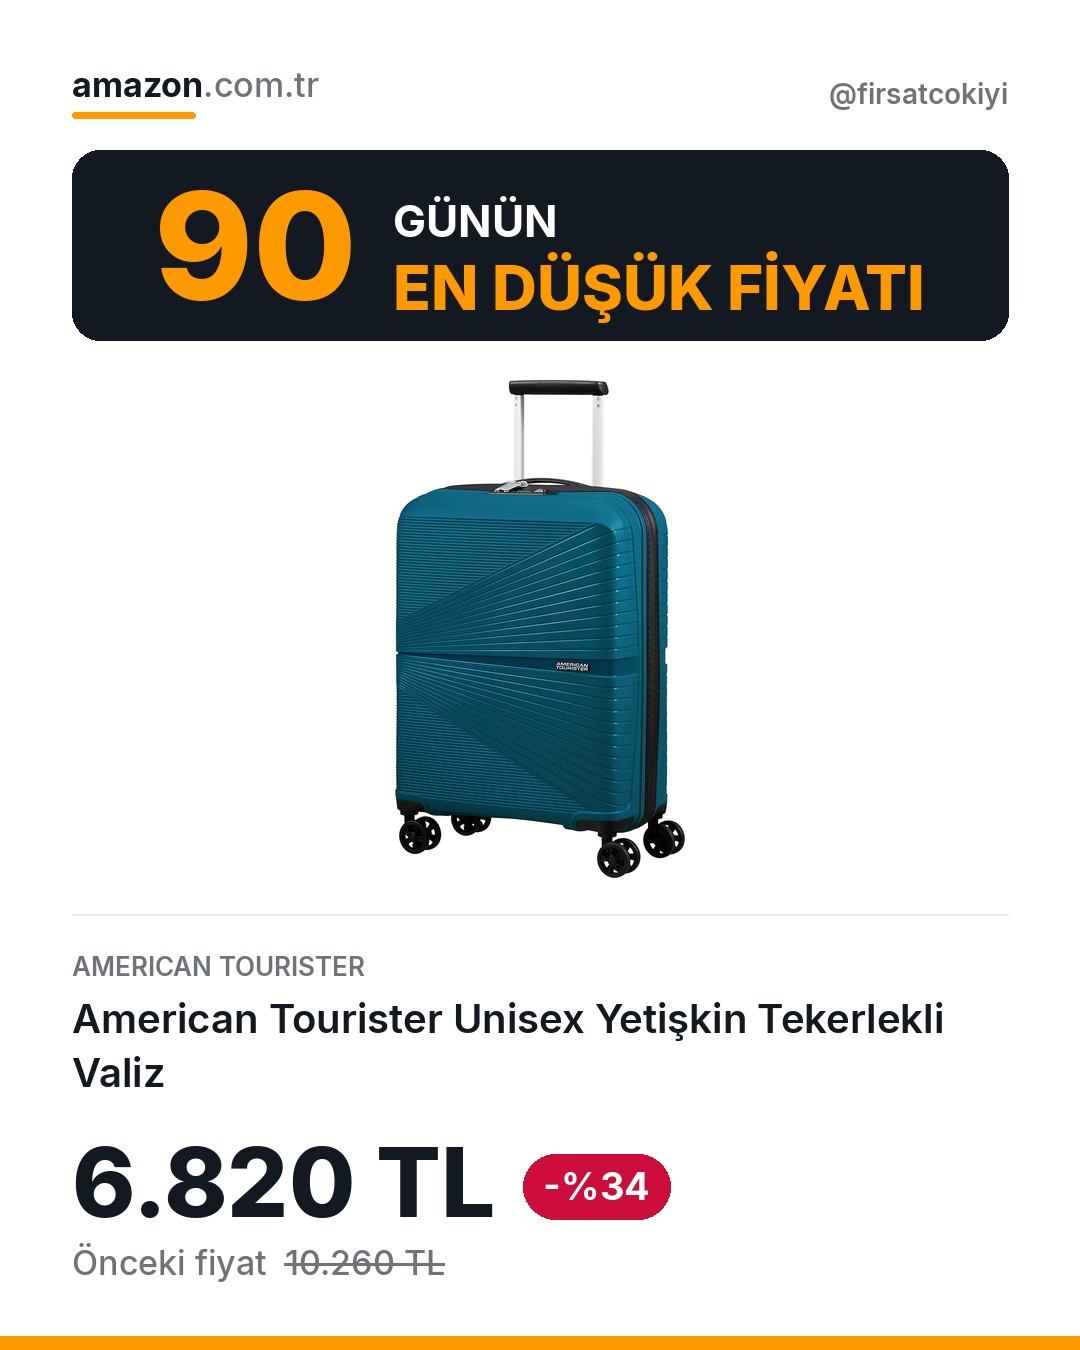 amazon.com.tr
@firsatcokiyi
90
GÜNÜN
EN DÜŞÜK FİYATI
AMERICAN
TOURISTER
AMERICAN TOURISTER
American Tourister Unisex Yetişkin Tekerlekli
Valiz
6.820 TL
-%34
Önceki fiyat 10.260 TL